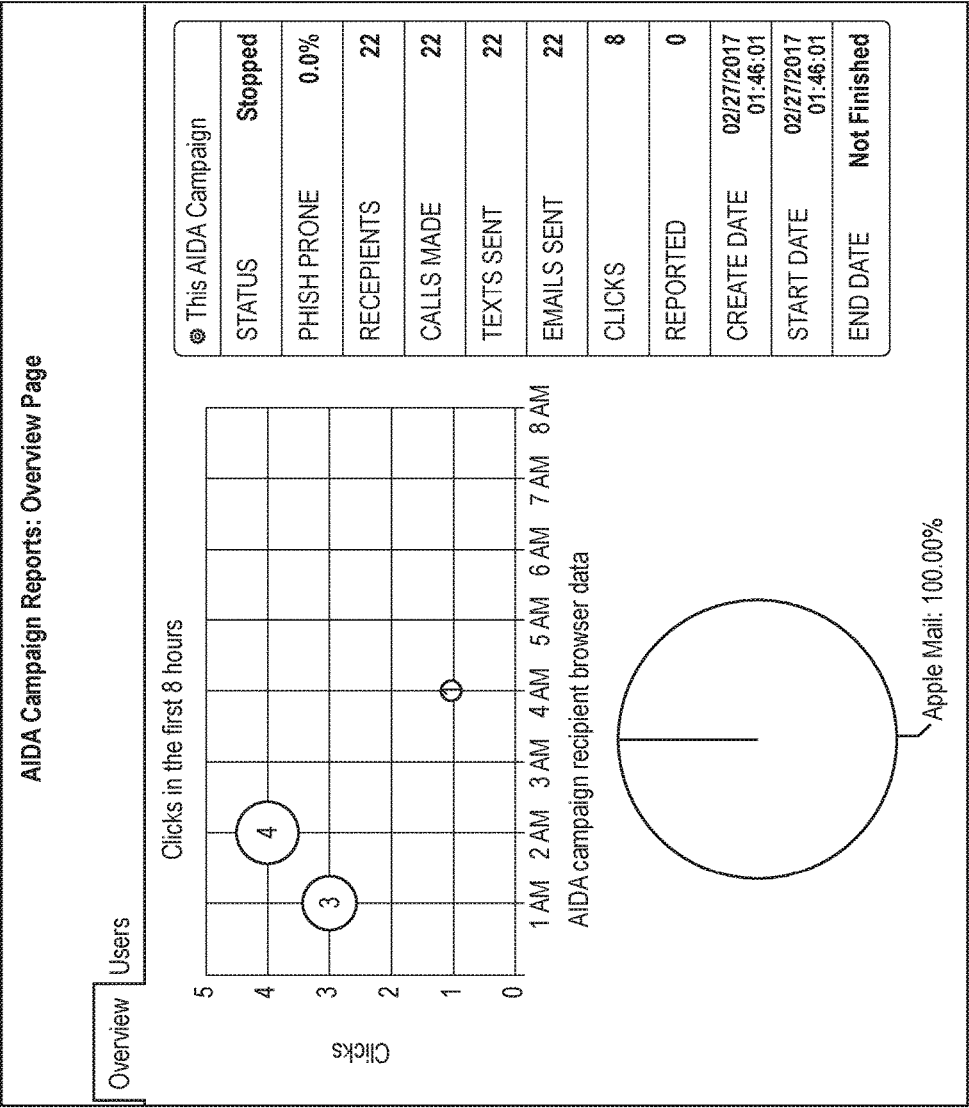 AIDA Campaign Reports: Overview Page
Overview Users
Clicks in the first 8 hours
Clicks
5
4
3
2
1
0
3
4
1
1 AM 2 AM 3 AM 4 AM 5 AM 6 AM 7 AM 8 AM
AIDA campaign recipient browser data
Apple Mail: 100.00%
This AIDA Campaign
STATUS Stopped
PHISH PRONE 0.0%
RECEPIENTS 22
CALLS MADE 22
TEXTS SENT 22
EMAILS SENT 22
CLICKS 8
REPORTED 0
CREATE DATE 02/27/2017
01:46:01
START DATE 02/27/2017
01:46:01
END DATE Not Finished